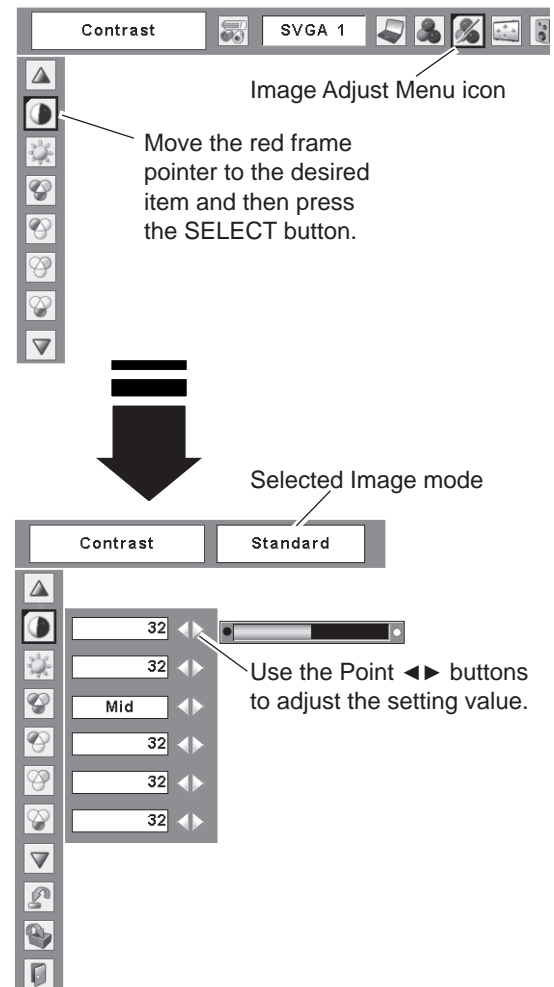 Contrast
SVGA 1
Image Adjust Menu icon
Move the red frame
pointer to the desired
item and then press
the SELECT button.
Selected Image mode
Contrast
Standard
32
32
Mid
32
32
32
Use the Point ◄► buttons
to adjust the setting value.